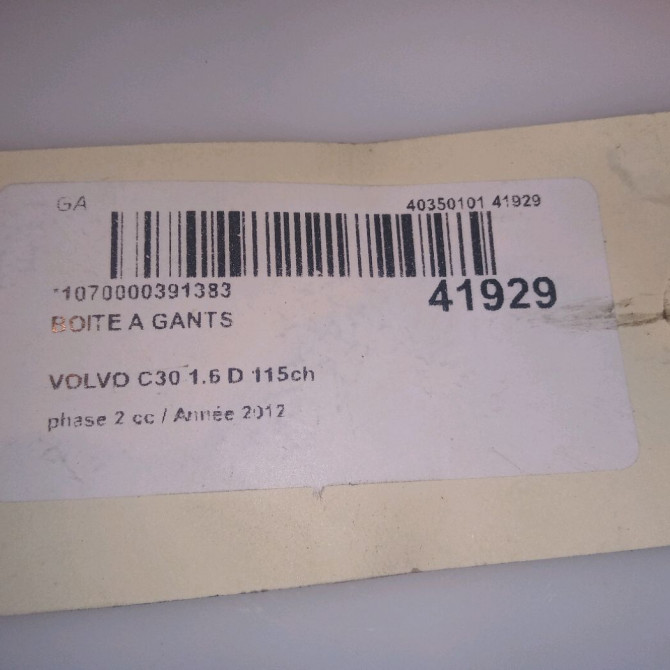 GA
40350101 41929
*1070000391383
41929
BOITE A GANTS
VOLVO C30 1.6 D 115ch
phase 2 cc / Année 2012